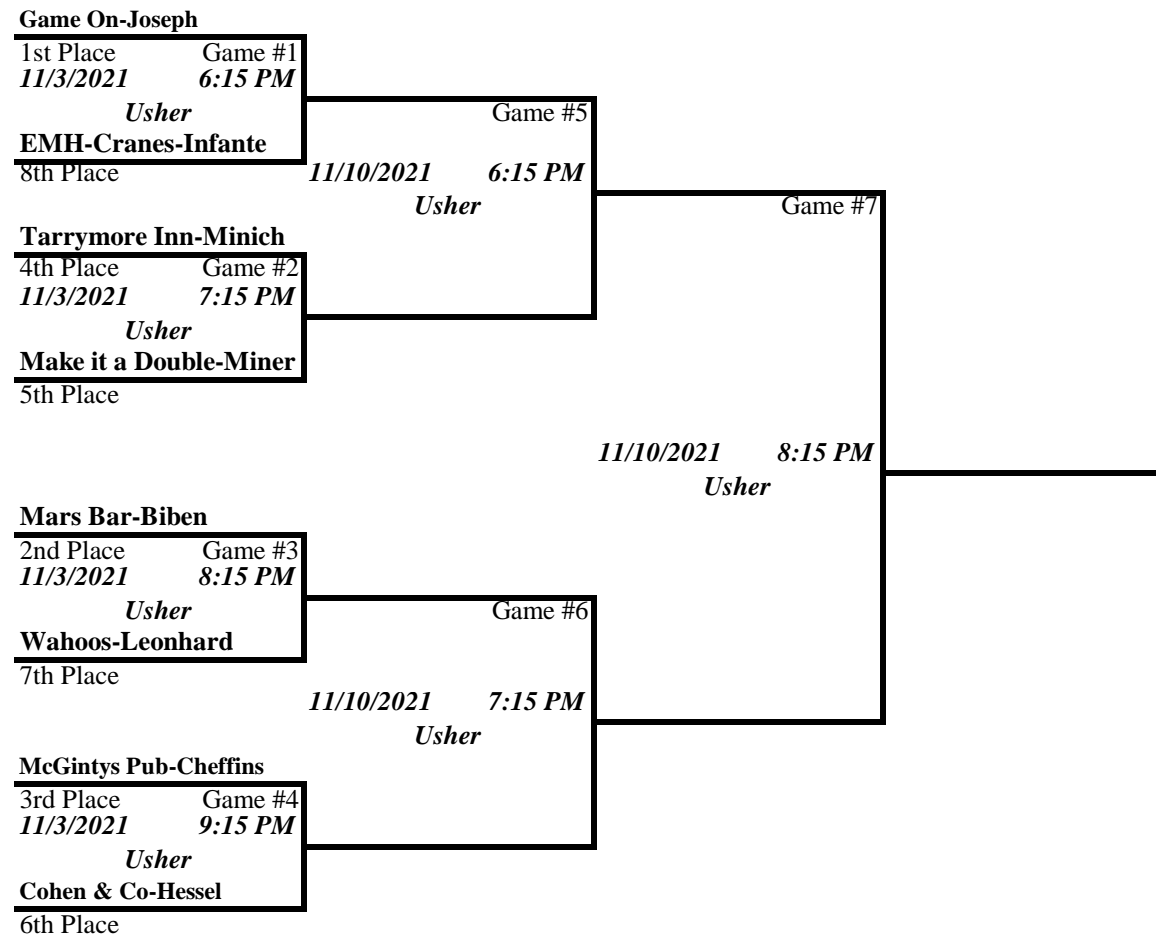 Game On-Joseph
1st Place Game #1
11/3/2021 6:15 PM
Usher
EMH-Cranes-Infante
8th Place
Game #5
11/10/2021 6:15 PM
Usher
Tarrymore Inn-Minich
4th Place Game #2
11/3/2021 7:15 PM
Usher
Make it a Double-Miner
5th Place
Game #7
11/10/2021 8:15 PM
Usher
Mars Bar-Biben
2nd Place Game #3
11/3/2021 8:15 PM
Usher
Wahoos-Leonhard
7th Place
Game #6
11/10/2021 7:15 PM
Usher
McGintys Pub-Cheffins
3rd Place Game #4
11/3/2021 9:15 PM
Usher
Cohen & Co-Hessel
6th Place